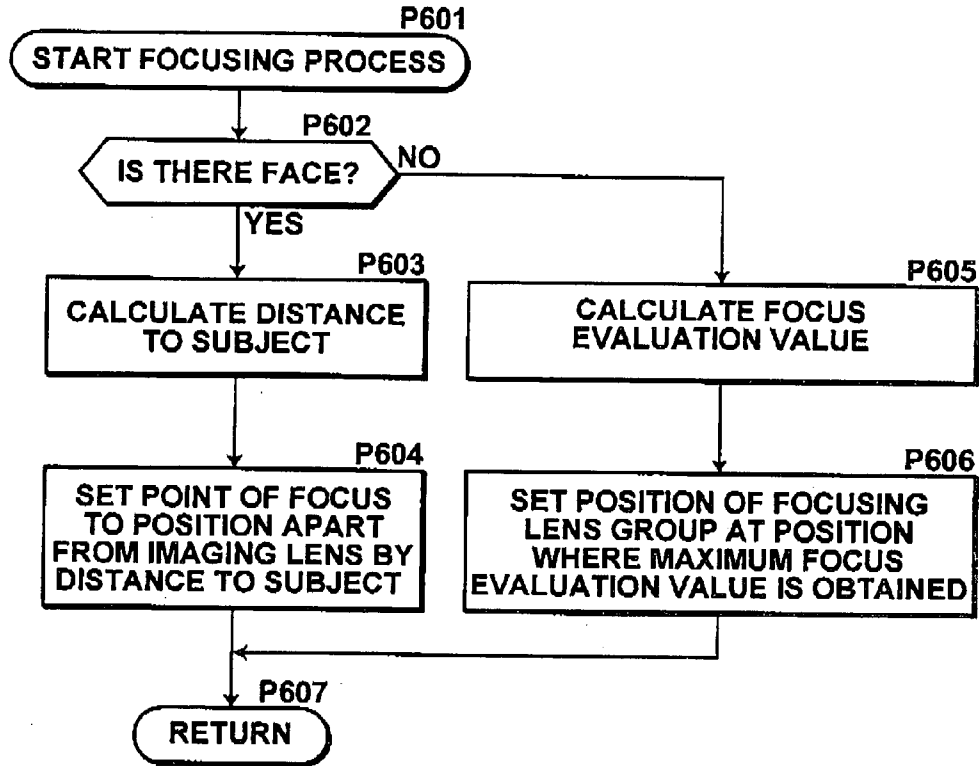 P601
START FOCUSING PROCESS
P602
IS THERE FACE?
NO
YES
P603
CALCULATE DISTANCE
TO SUBJECT
P605
CALCULATE FOCUS
EVALUATION VALUE
P604
SET POINT OF FOCUS
TO POSITION APART
FROM IMAGING LENS BY
DISTANCE TO SUBJECT
P606
SET POSITION OF FOCUSING
LENS GROUP AT POSITION
WHERE MAXIMUM FOCUS
EVALUATION VALUE IS OBTAINED
P607
RETURN